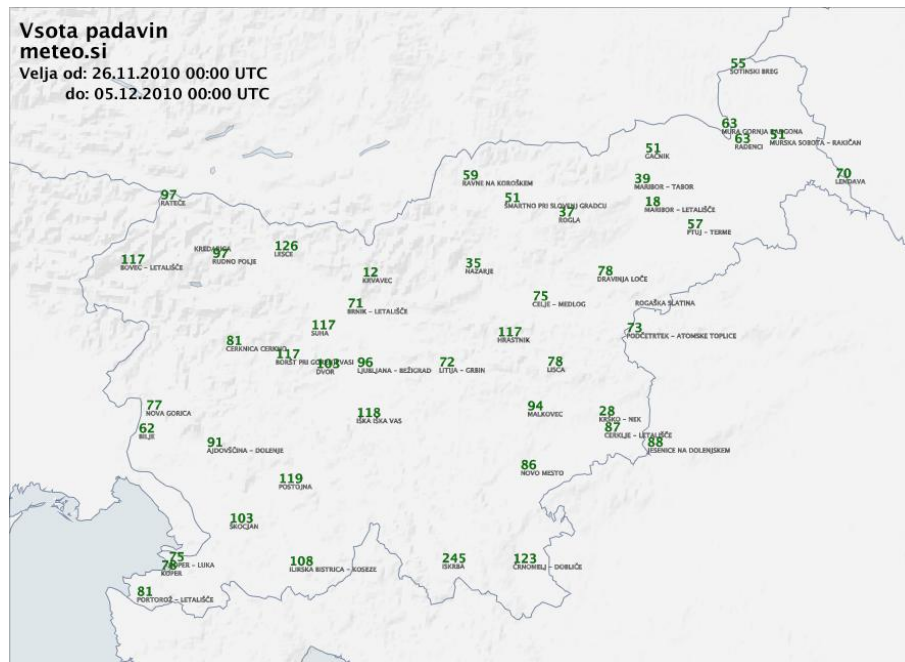 Vsota padavin
meteo.si
Velja od: 26.11.2010 00:00 UTC
do: 05.12.2010 00:00 UTC
55
SOTINSKI BREG
63
MURA GORNJA RADGONA
63
RADENCI
51
MURSKA SOBOTA - RAKIČAN
51
GAČNIK
59
RAVNE NA KOROŠKEM
39
MARIBOR - TABOR
70
LENDAVA
97
RATEČE
51
ŠMARTNO PRI SLOVENJ GRADCU
37
ROGLA
18
MARIBOR - LETALIŠČE
57
PTUJ - TERME
KREDARICA
97
RUDNO POLJE
126
LESCE
117
BOVEC - LETALIŠČE
12
KRVAVEC
35
NAZARJE
78
DRAVINJA LOČE
71
BRNIK - LETALIŠČE
75
CELJE - MEDLOG
ROGAŠKA SLATINA
117
SUHA
117
HRASTNIK
73
PODČETRTEK - ATOMSKE TOPLICE
81
CERKNICA CERKNO
117
BORŠT PRI GORENJI VASI
103
DVOR
96
LJUBLJANA - BEŽIGRAD
72
LITIJA - GRBIN
78
LISCA
77
NOVA GORICA
118
IŠKA IŠKA VAS
94
MALKOVEC
28
KRŠKO - NEK
62
BILJE
87
CERKLJE - LETALIŠČE
91
AJDOVŠČINA - DOLENJE
88
JESENICE NA DOLENJSKEM
86
NOVO MESTO
119
POSTOJNA
103
ŠKOCJAN
75
KOPER - LUKA
78
KOPER
108
ILIRSKA BISTRICA - KOSEZE
245
ISKRBA
123
ČRNOMELJ - DOBLIČE
81
PORTOROŽ - LETALIŠČE